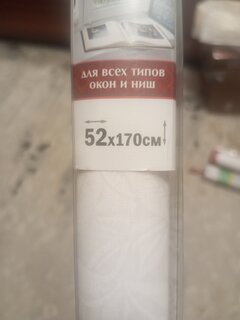 ДЛЯ ВСЕХ ТИПОВ
ОКОН И НИШ
52х170СМ